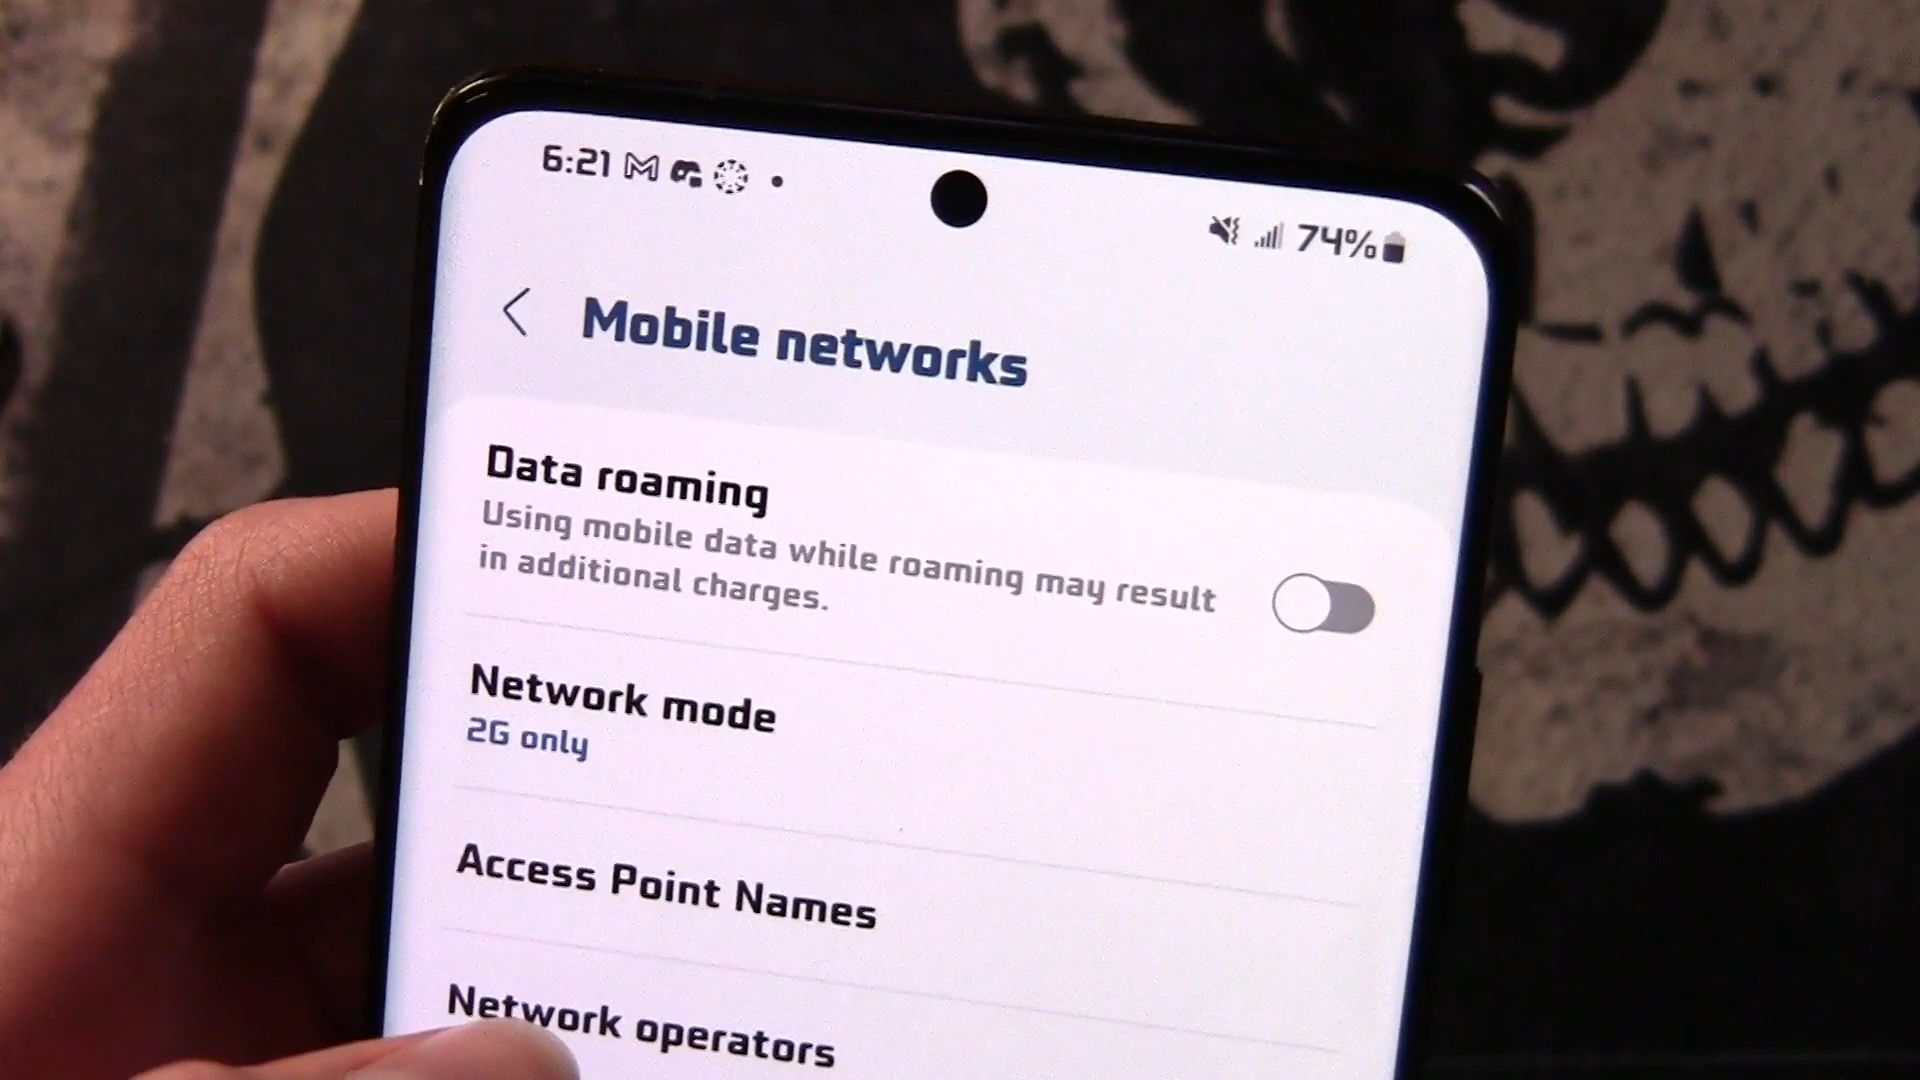 6:21
74%
Mobile networks
Data roaming
Using mobile data while roaming may result
in additional charges.
Network mode
2G only
Access Point Names
Network operators